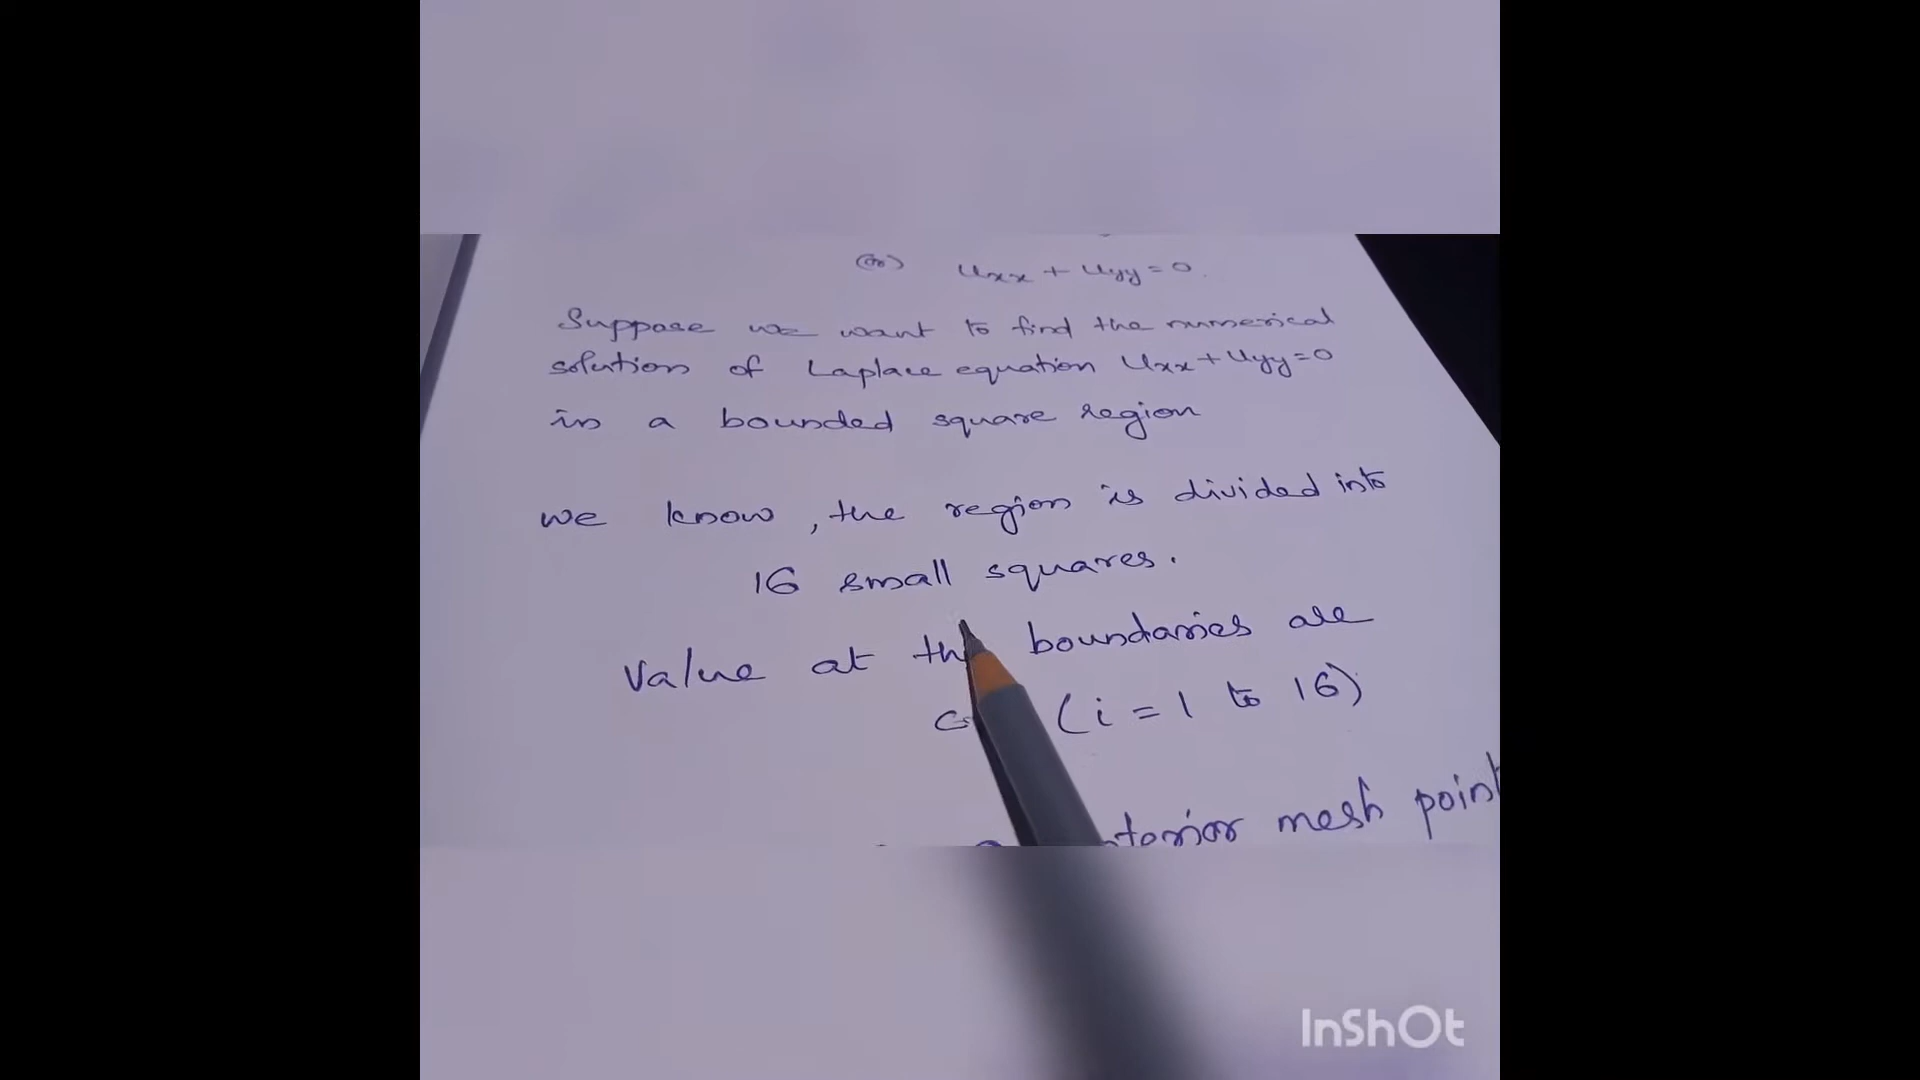 (or) uxx + uyy = 0.
Suppose we want to find the numerical
solution of Laplace equation uxx + uyy = 0
in a bounded square region
we know, the region is divided into
16 small squares.
Value at the boundaries are
(i = 1 to 16)
mesh point
InShOt